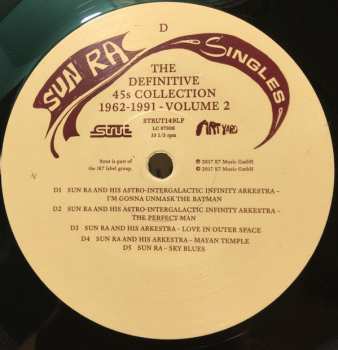 D
SUN RA SINGLES
THE
DEFINITIVE
45s COLLECTION
1962-1991 - VOLUME 2
STRUT149LP
Strut LC 07306 ART YARD
33 1/3 rpm
Strut is part of
the !K7 label group.
℗ 2017 K7 Music GmbH
© 2017 K7 Music GmbH
D1 SUN RA AND HIS ASTRO-INTERGALACTIC INFINITY ARKESTRA -
I'M GONNA UNMASK THE BATMAN
D2 SUN RA AND HIS ASTRO-INTERGALACTIC INFINITY ARKESTRA -
THE PERFECT MAN
D3 SUN RA AND HIS ARKESTRA - LOVE IN OUTER SPACE
D4 SUN RA AND HIS ARKESTRA - MAYAN TEMPLE
D5 SUN RA - SKY BLUES